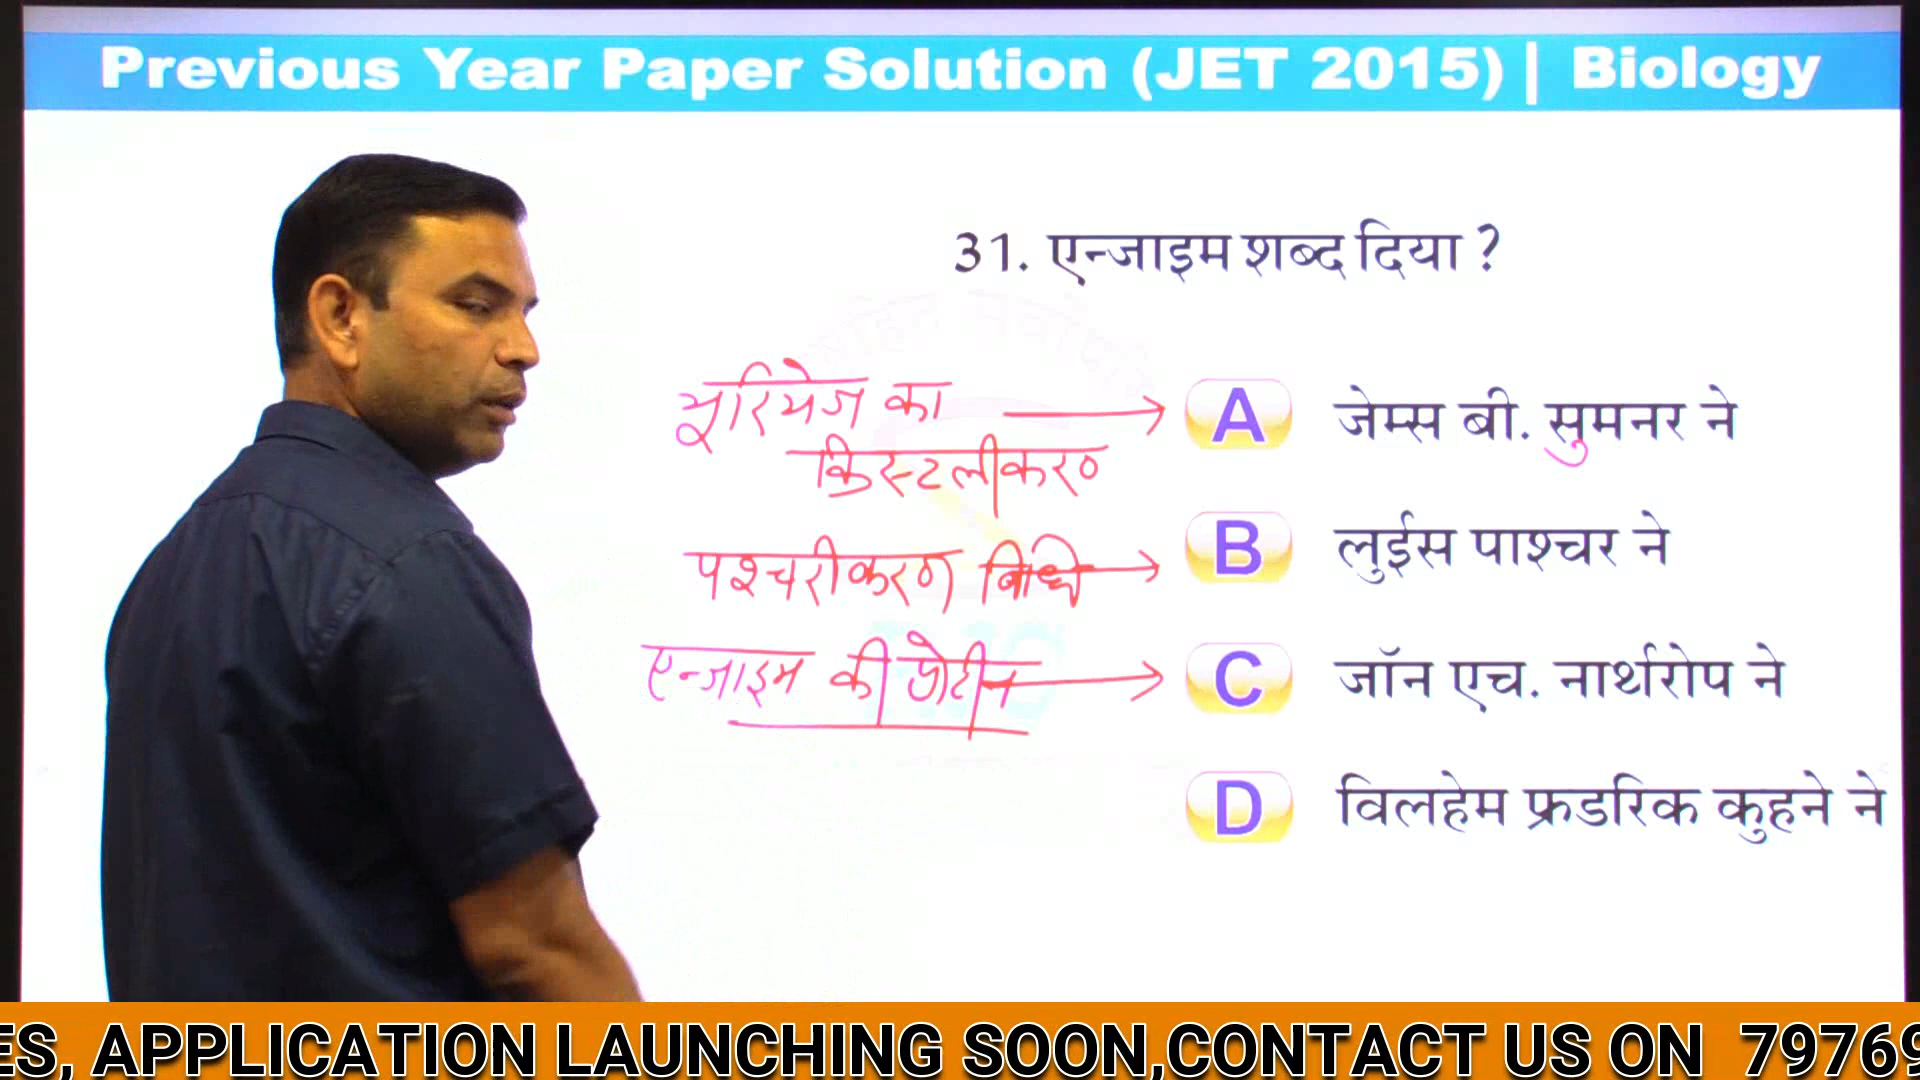 Previous Year Paper Solution (JET 2015) | Biology
31. एन्जाइम शब्द दिया ?
यूरियेज का
क्रिस्टलीकरण
A जेम्स बी. सुमनर ने
पश्चरीकरण विधि
B लुईस पाश्चर ने
एन्जाइम की प्रोटीन
C जॉन एच. नार्थरोप ने
D विलहेम फ्रडरिक कुहने ने
ES, APPLICATION LAUNCHING SOON,CONTACT US ON 79769